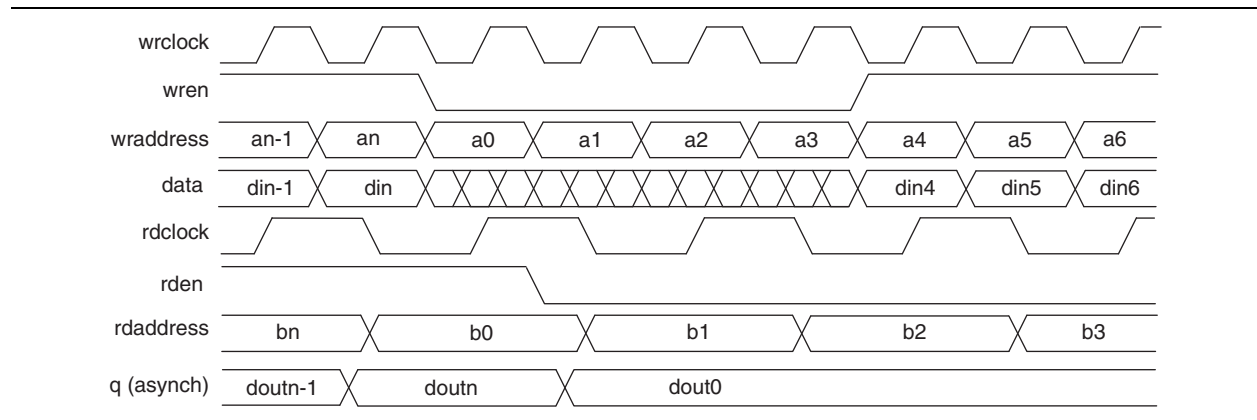 wrclock
wren
wraddress an-1 an a0 a1 a2 a3 a4 a5 a6
data din-1 din din4 din5 din6
rdclock
rden
rdaddress bn b0 b1 b2 b3
q (asynch) doutn-1 doutn dout0